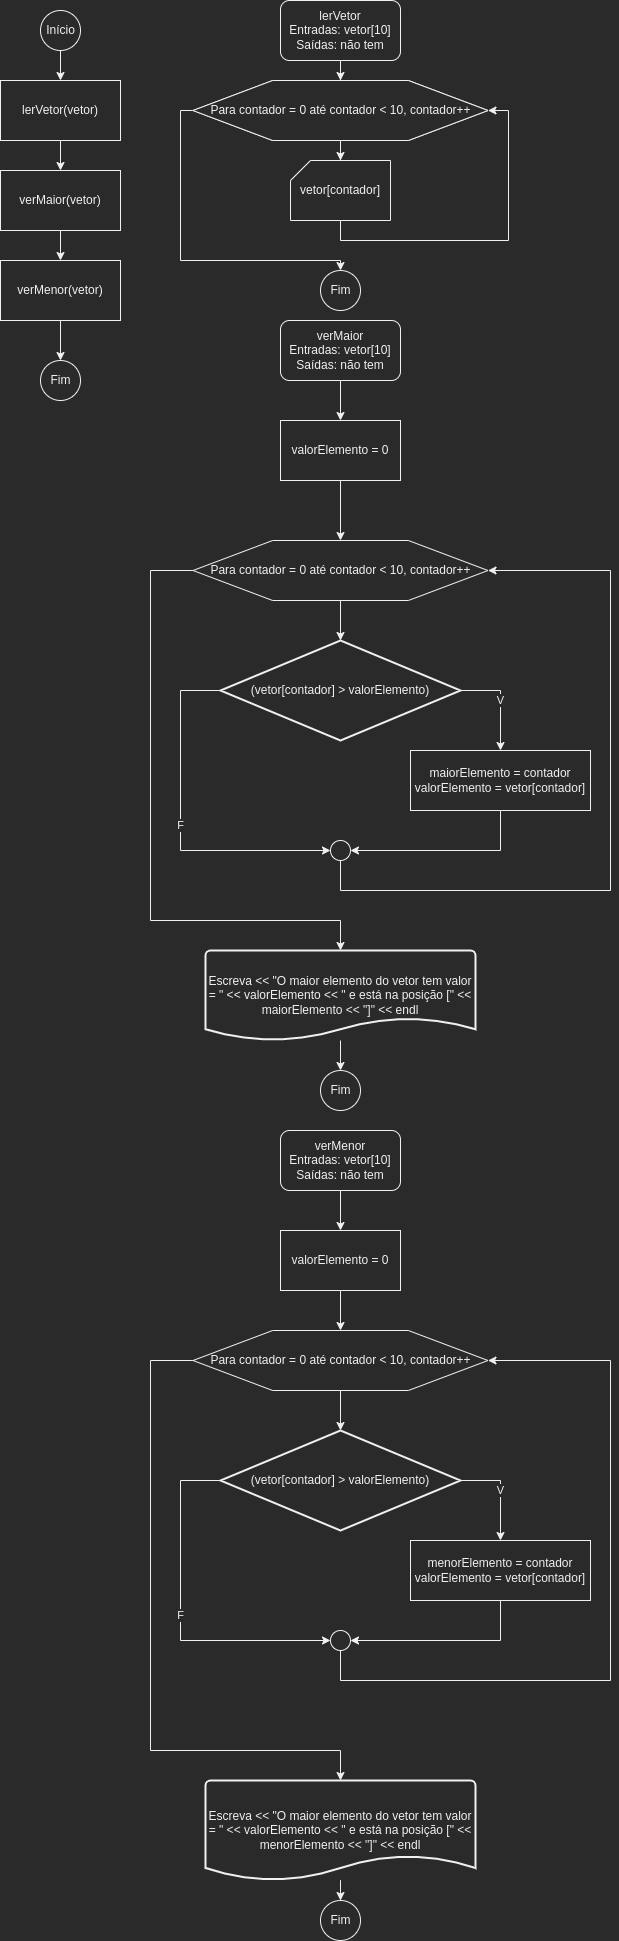 Início
lerVetor(vetor)
verMaior(vetor)
verMenor(vetor)
Fim
lerVetor
Entradas: vetor[10]
Saídas: não tem
Para contador = 0 até contador < 10, contador++
vetor[contador]
Fim
verMaior
Entradas: vetor[10]
Saídas: não tem
valorElemento = 0
Para contador = 0 até contador < 10, contador++
(vetor[contador] > valorElemento)
V
maiorElemento = contador
valorElemento = vetor[contador]
F
Escreva << "O maior elemento do vetor tem valor
= " << valorElemento << " e está na posição [" <<
maiorElemento << "]" << endl
Fim
verMenor
Entradas: vetor[10]
Saídas: não tem
valorElemento = 0
Para contador = 0 até contador < 10, contador++
(vetor[contador] > valorElemento)
V
menorElemento = contador
valorElemento = vetor[contador]
F
Escreva << "O maior elemento do vetor tem valor
= " << valorElemento << " e está na posição [" <<
menorElemento << "]" << endl
Fim